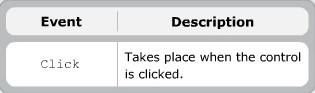 Event Description
Click Takes place when the control
is clicked.